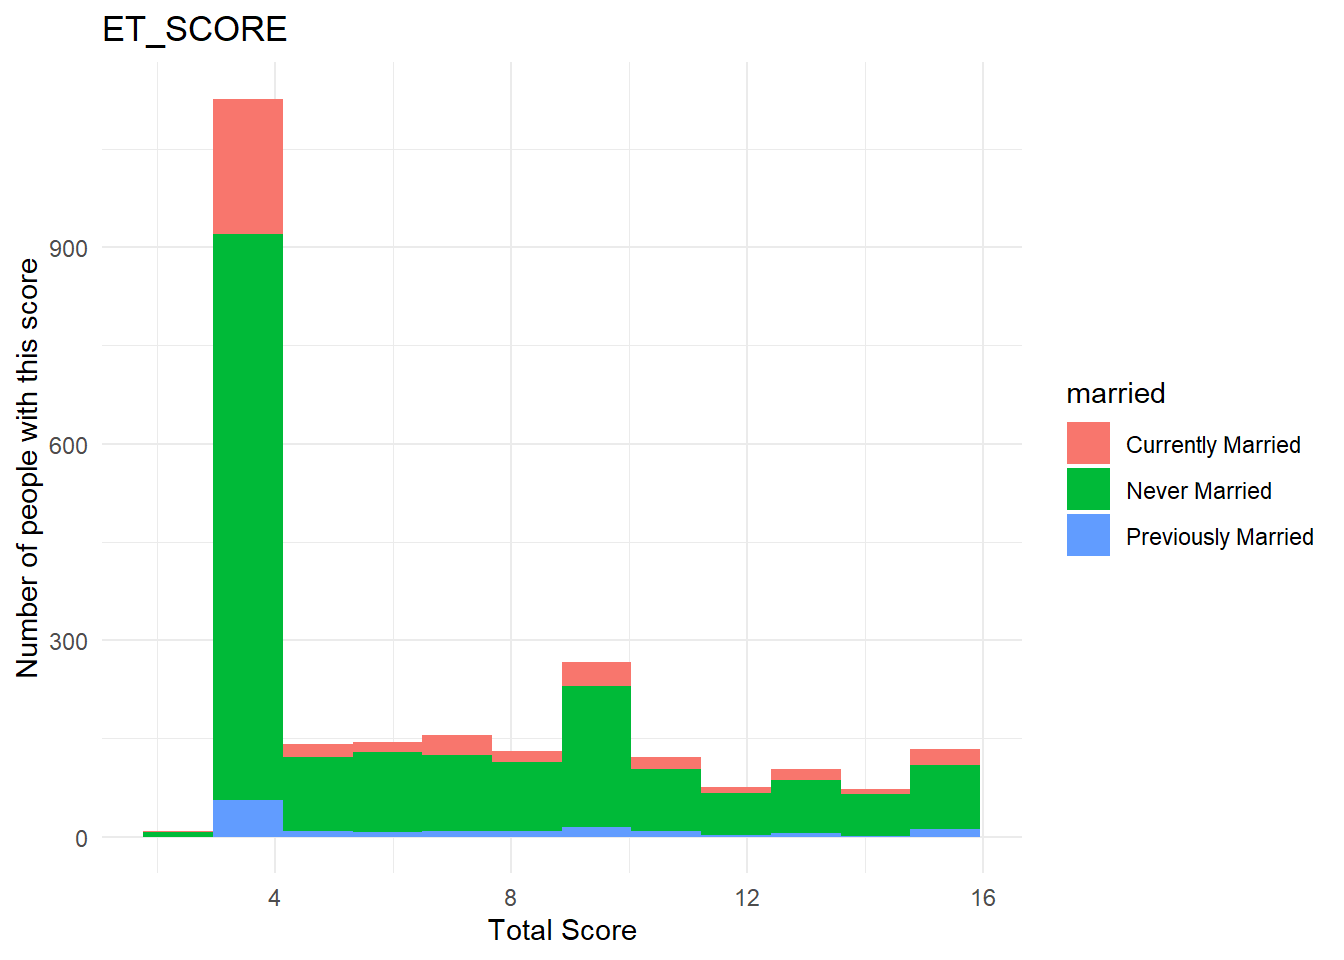 ET_SCORE
Number of people with this score
900
600
300
0
4 8 12 16
Total Score
married
Currently Married
Never Married
Previously Married